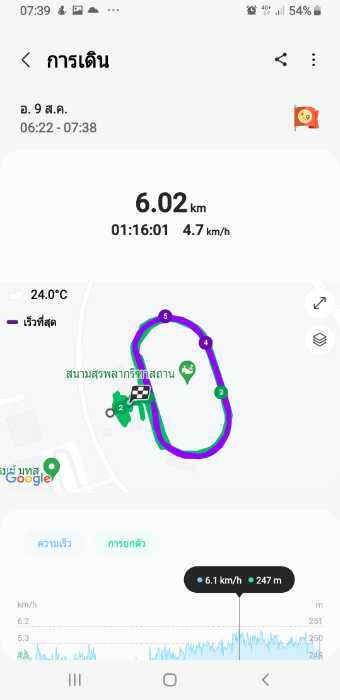 07:39 54%
การเดิน
อ. 9 ส.ค.
06:22 - 07:38
6.02 km
01:16:01 4.7 km/h
24.0°C
เร็วที่สุด
5
4
สนามสุรพลากรีฑาสถาน
3
2
มทส
Google
ความเร็ว การยกตัว
6.1 km/h 247 m
km/h m
6.2 251
5.3 250